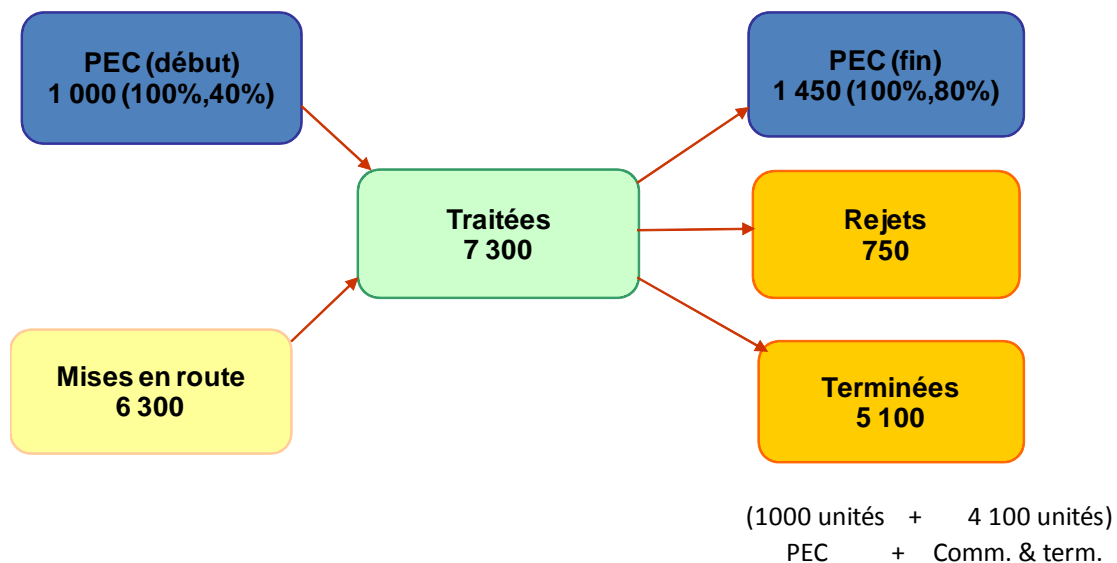 PEC (début)
1 000 (100%,40%)
PEC (fin)
1 450 (100%,80%)
Traitées
7 300
Rejets
750
Mises en route
6 300
Terminées
5 100
(1000 unités + 4 100 unités)
PEC + Comm. & term.